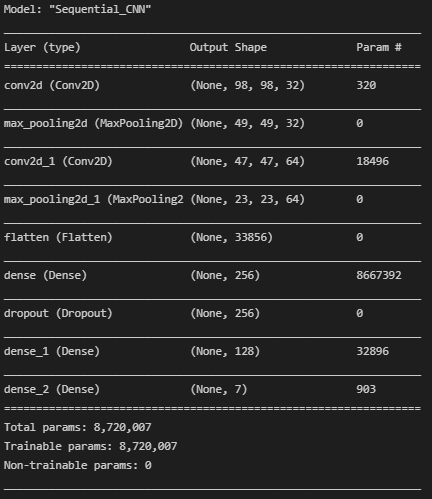 Model: "Sequential_CNN"
Layer (type) Output Shape Param #
conv2d (Conv2D) (None, 98, 98, 32) 320
max_pooling2d (MaxPooling2D) (None, 49, 49, 32) 0
conv2d_1 (Conv2D) (None, 47, 47, 64) 18496
max_pooling2d_1 (MaxPooling2 (None, 23, 23, 64) 0
flatten (Flatten) (None, 33856) 0
dense (Dense) (None, 256) 8667392
dropout (Dropout) (None, 256) 0
dense_1 (Dense) (None, 128) 32896
dense_2 (Dense) (None, 7) 903
Total params: 8,720,007
Trainable params: 8,720,007
Non-trainable params: 0